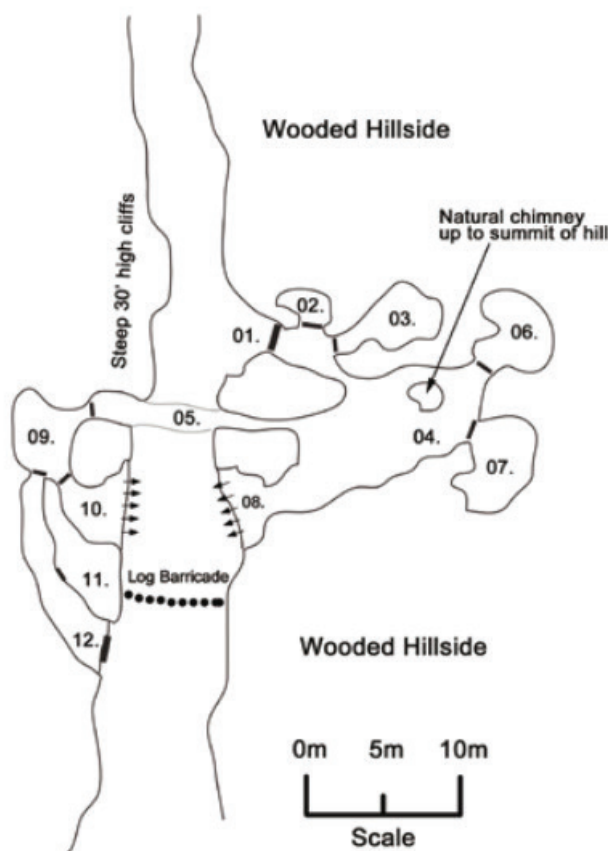 Wooded Hillside
Steep 30' high cliffs
Natural chimney
up to summit of hill
02.
03.
01.
06.
05.
04.
09.
07.
10.
08.
Log Barricade
11.
12.
Wooded Hillside
0m 5m 10m
Scale